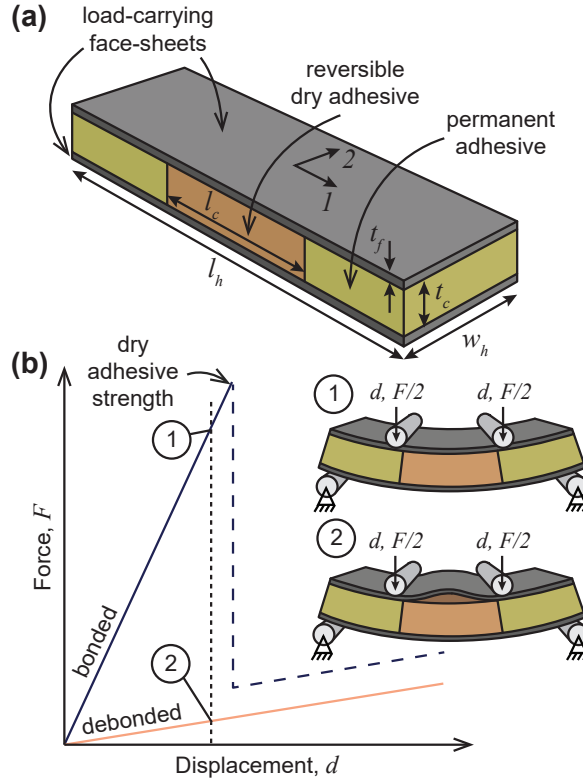 (a)
load-carrying
face-sheets
reversible
dry adhesive
permanent
adhesive
2
1
l_c
l_h
t_f
t_c
w_h
(b)
dry
adhesive
strength
1
2
bonded
debonded
Force, F
Displacement, d
1
d, F/2 d, F/2
2
d, F/2 d, F/2